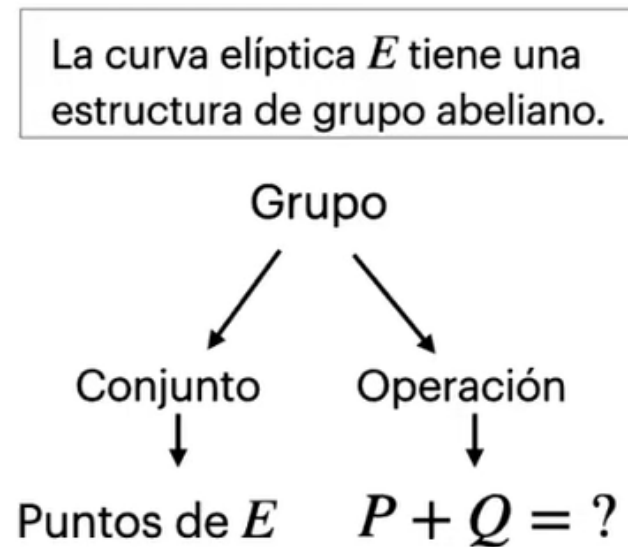 La curva elíptica E tiene una
estructura de grupo abeliano.
Grupo
Conjunto Operación
Puntos de E P + Q = ?